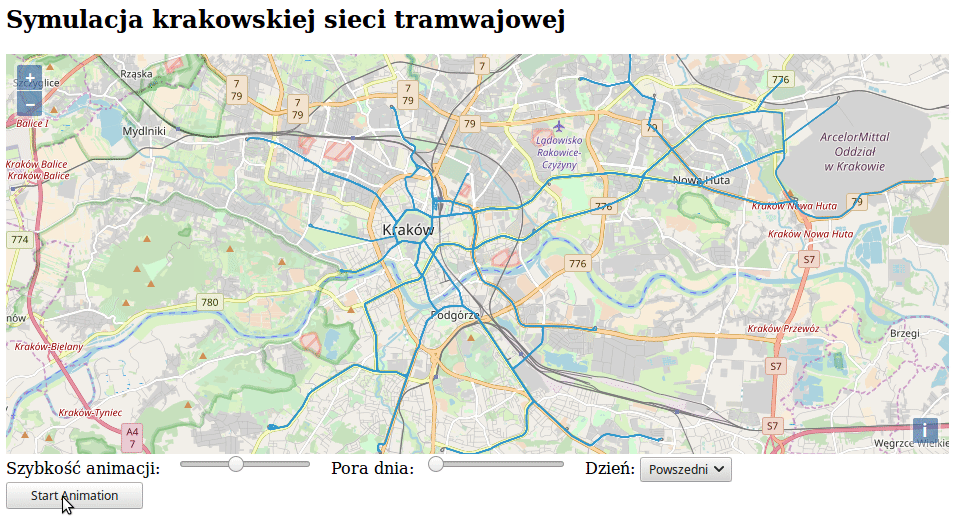 Symulacja krakowskiej sieci tramwajowej
+
−
Rząska
7
79
7
79
7
79
7
776
Balice I
Mydlniki
79
Lądowisko
Rakowice-
Czyżyny
79
ArcelorMittal
Oddział
w Krakowie
Kraków Balice
Kraków Balice
Nowa Huta
776
Kraków Nowa Huta
79
774
Kraków
Kraków Nowa Huta
776
S7
780
Podgórze
Kraków Przewóz
Brzegi
Kraków-Bielany
S7
Kraków-Tyniec
A4
7
S7
i
Węgrzce Wielkie
Szybkość animacji:
Pora dnia:
Dzień:
Powszedni
Start Animation